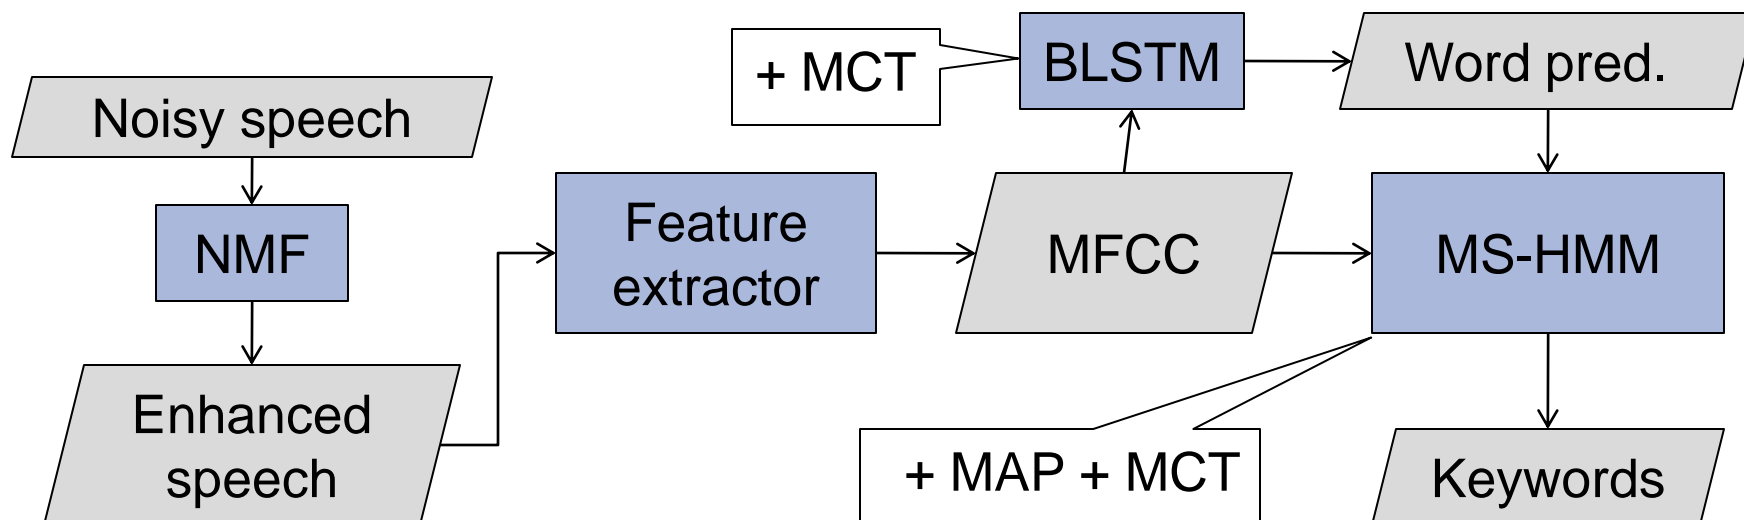 Noisy speech
NMF
Enhanced
speech
Feature
extractor
MFCC
+ MCT
BLSTM
Word pred.
MS-HMM
+ MAP + MCT
Keywords